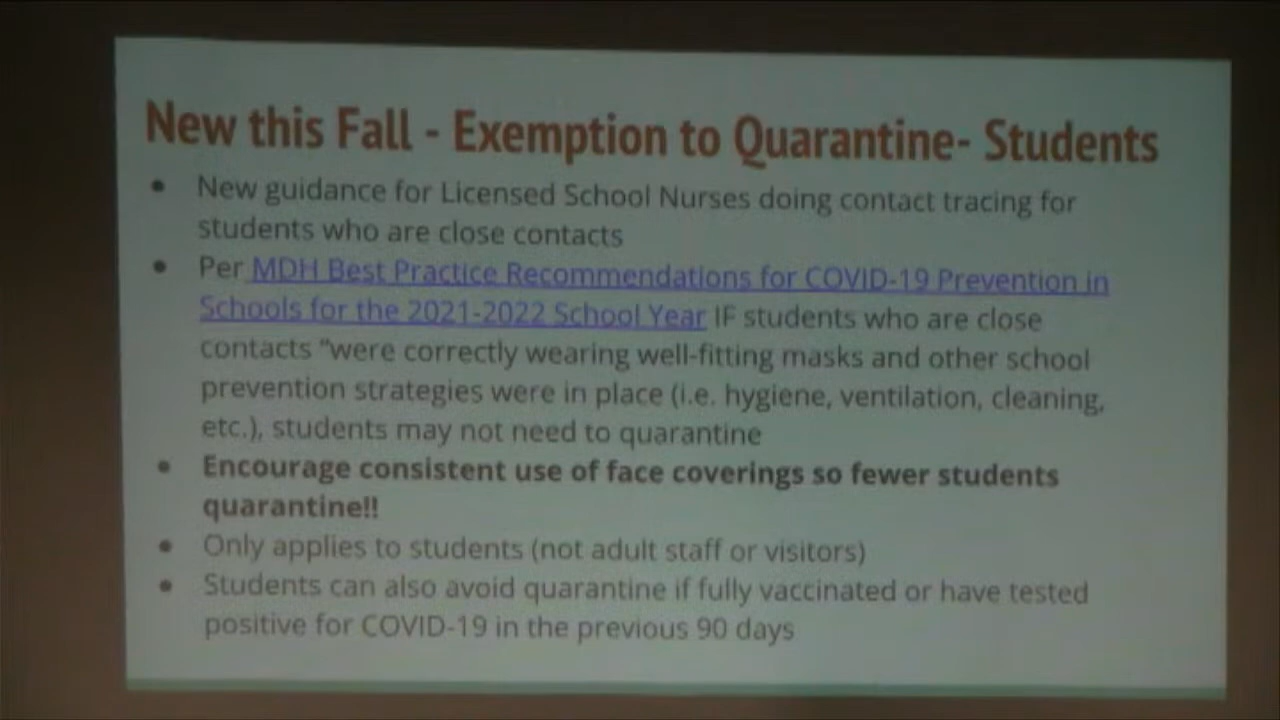 New this Fall - Exemption to Quarantine- Students
• New guidance for Licensed School Nurses doing contact tracing for
students who are close contacts
• Per MDH Best Practice Recommendations for COVID-19 Prevention in
Schools for the 2021-2022 School Year IF students who are close
contacts "were correctly wearing well-fitting masks and other school
prevention strategies were in place (i.e. hygiene, ventilation, cleaning,
etc.), students may not need to quarantine
• Encourage consistent use of face coverings so fewer students
quarantine!!
• Only applies to students (not adult staff or visitors)
• Students can also avoid quarantine if fully vaccinated or have tested
positive for COVID-19 in the previous 90 days